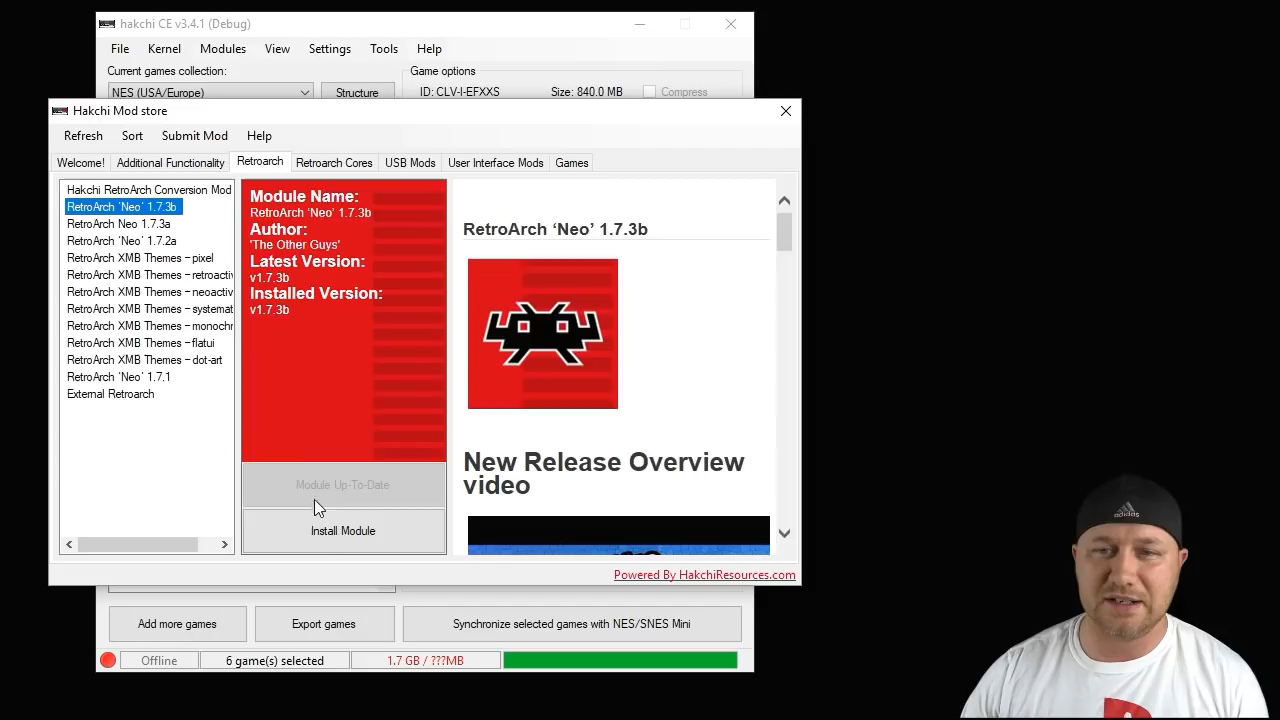 hakchi CE v3.4.1 (Debug)
File Kernel Modules View Settings Tools Help
Current games collection:
Game options
NES (USA/Europe)
Structure
ID: CLV-I-EFXXS
Size: 840.0 MB
Compress
Hakchi Mod store
Refresh Sort Submit Mod Help
Welcome! Additional Functionality Retroarch Retroarch Cores USB Mods User Interface Mods Games
Hakchi RetroArch Conversion Mod
RetroArch 'Neo' 1.7.3b
RetroArch Neo 1.7.3a
RetroArch 'Neo' 1.7.2a
RetroArch XMB Themes – pixel
RetroArch XMB Themes – retroactiv
RetroArch XMB Themes – neoactiv
RetroArch XMB Themes – systemat
RetroArch XMB Themes – monochr
RetroArch XMB Themes – flatui
RetroArch XMB Themes – dot-art
RetroArch 'Neo' 1.7.1
External Retroarch
Module Name:
RetroArch 'Neo' 1.7.3b
Author:
'The Other Guys'
Latest Version:
v1.7.3b
Installed Version:
v1.7.3b
Module Up-To-Date
Install Module
RetroArch 'Neo' 1.7.3b
New Release Overview
video
Powered By HakchiResources.com
Add more games
Export games
Synchronize selected games with NES/SNES Mini
Offline
6 game(s) selected
1.7 GB / ???MB
adidas